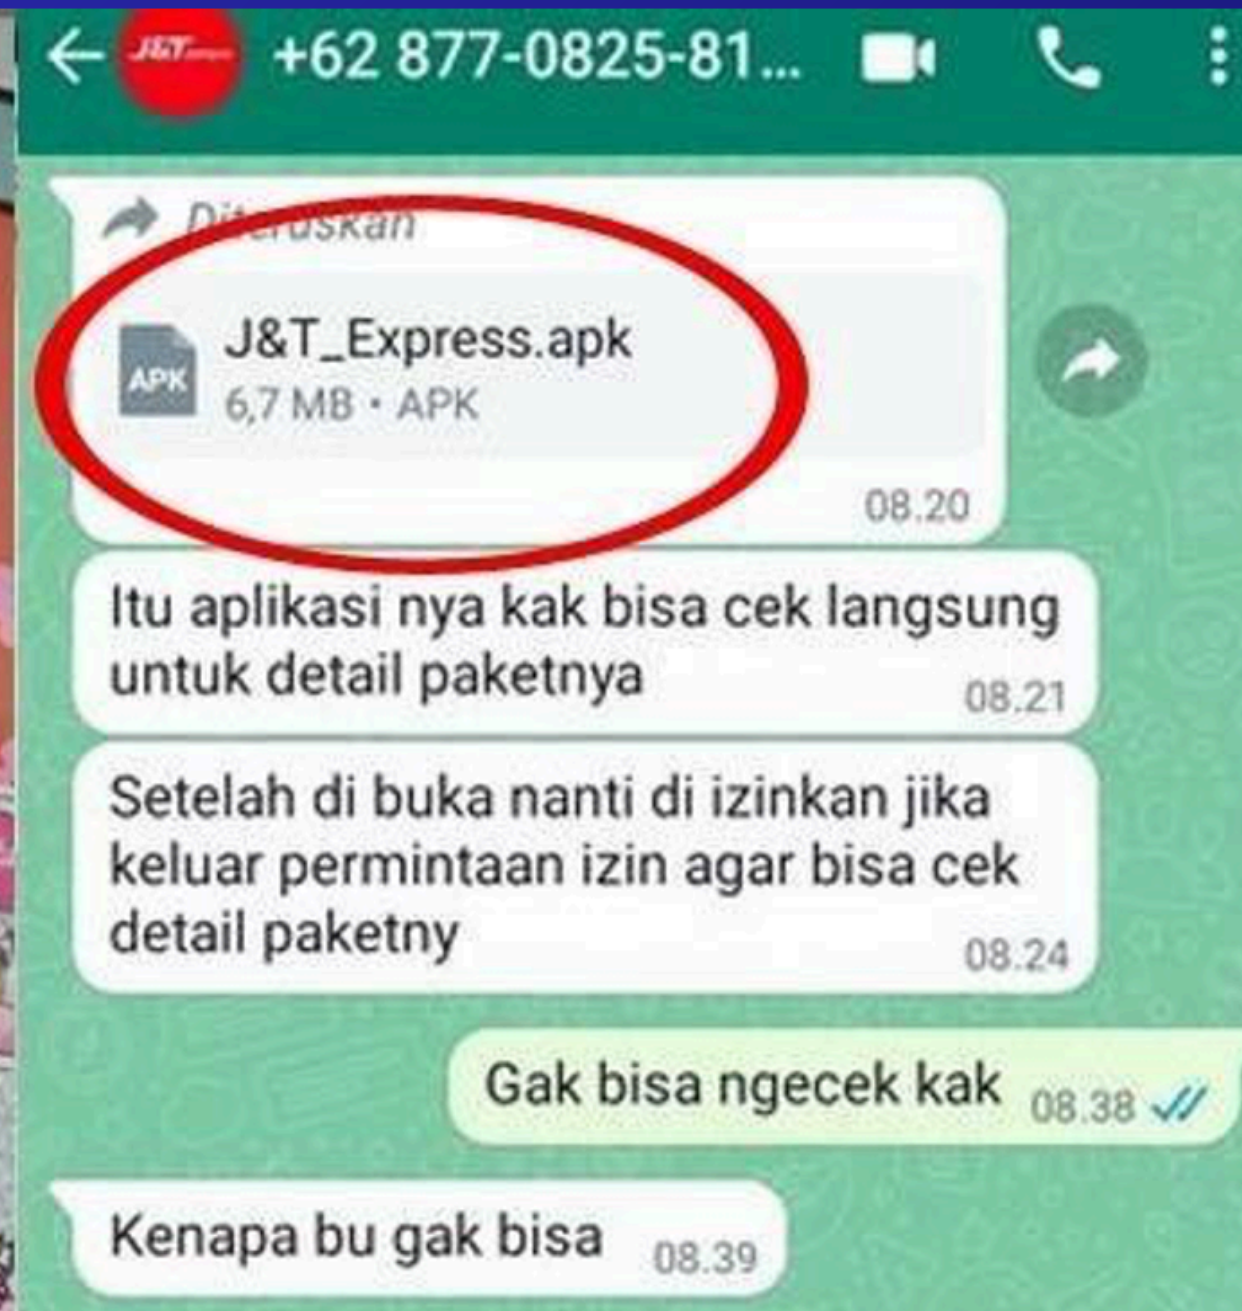 J&T
+62 877-0825-81...
Diteruskan
J&T_Express.apk
APK
6,7 MB • APK
08.20
Itu aplikasi nya kak bisa cek langsung
untuk detail paketnya
08.21
Setelah di buka nanti di izinkan jika
keluar permintaan izin agar bisa cek
detail paketny
08.24
Gak bisa ngecek kak 08.38
Kenapa bu gak bisa 08.39